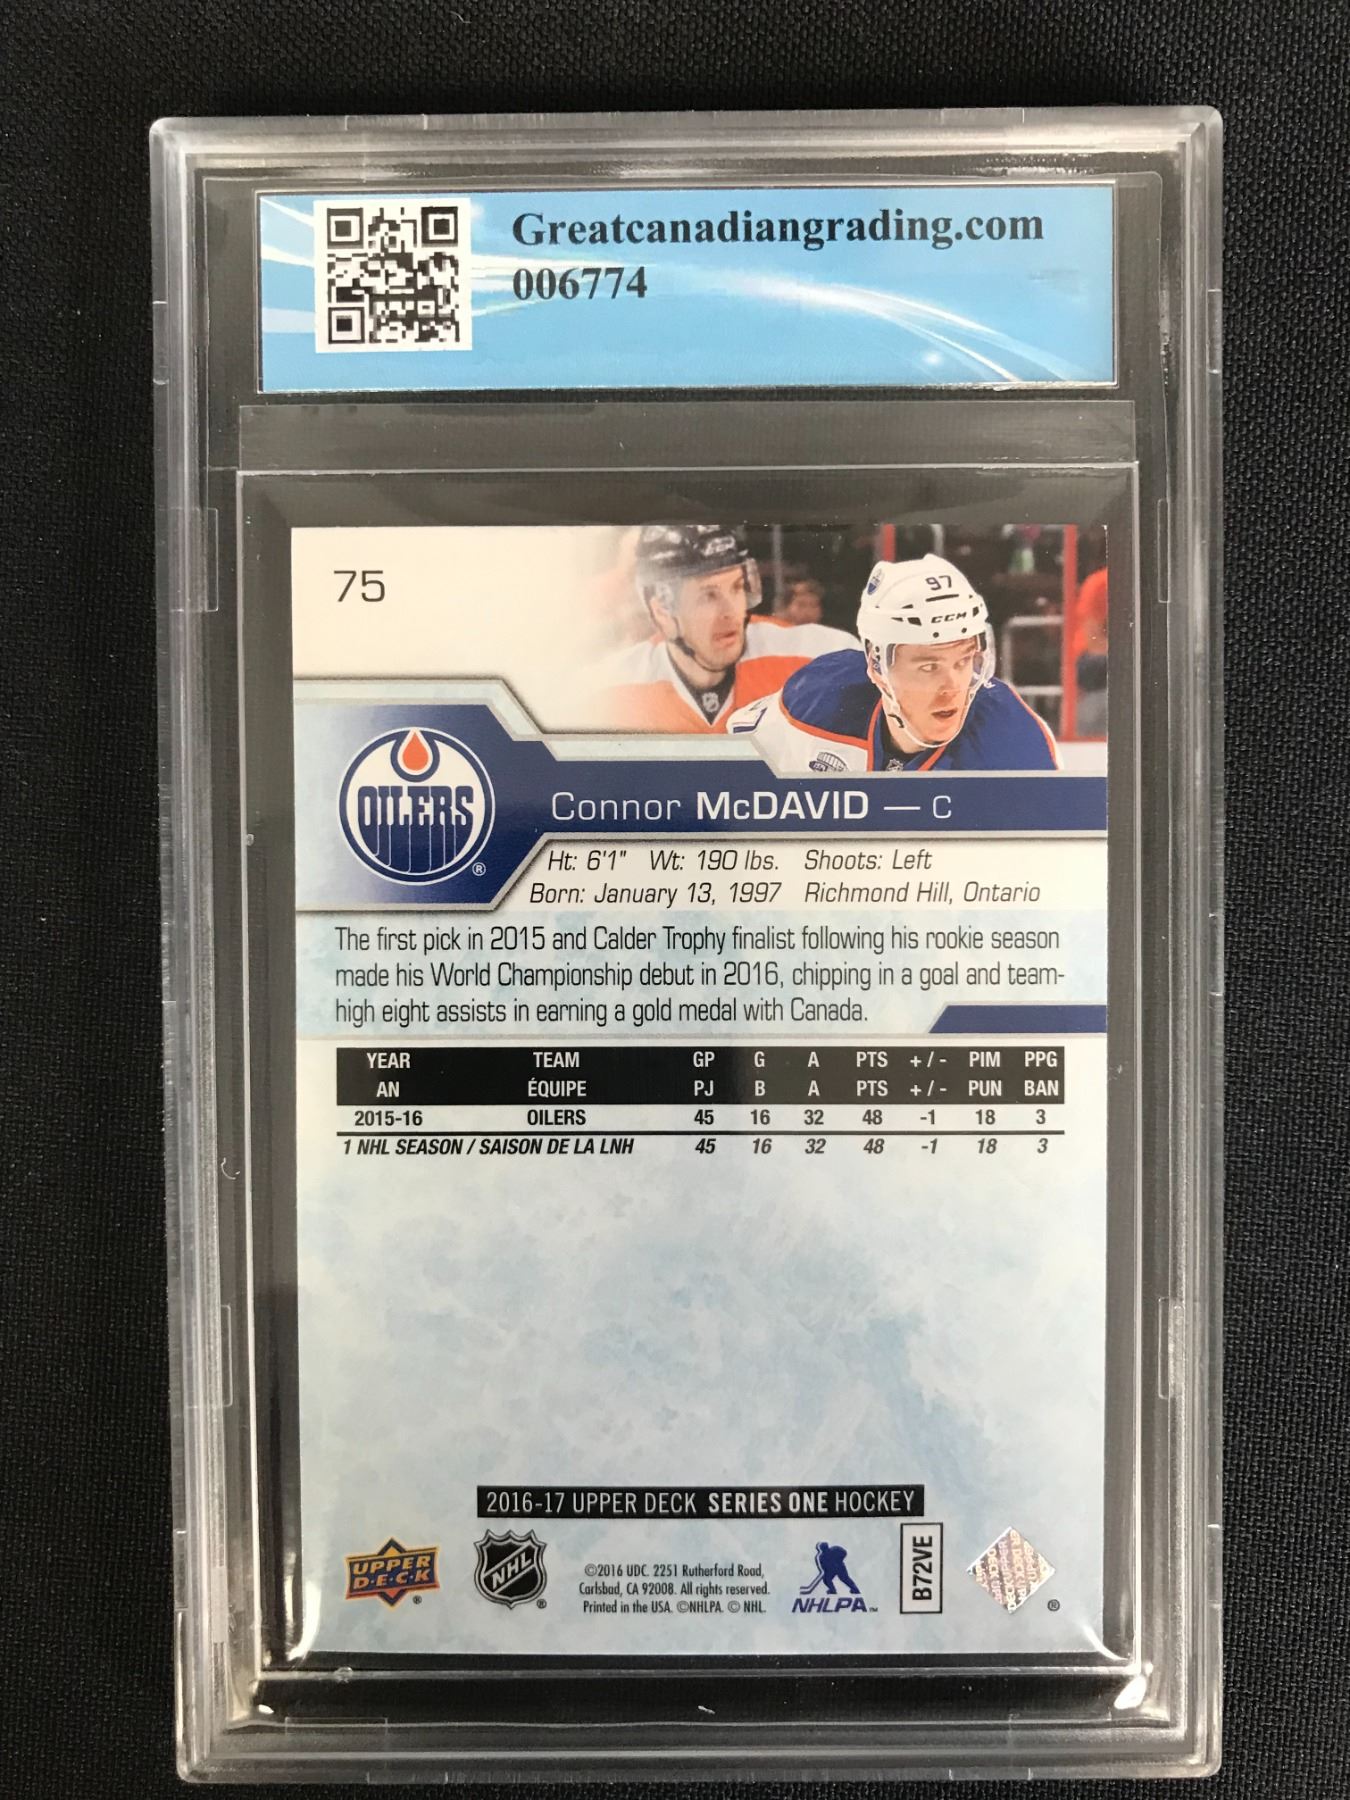 Greatcanadiangrading.com
006774
75
97
CCM
OILERS
®
Connor McDAVID — C
Ht: 6'1" Wt: 190 lbs. Shoots: Left
Born: January 13, 1997 Richmond Hill, Ontario
The first pick in 2015 and Calder Trophy finalist following his rookie season
made his World Championship debut in 2016, chipping in a goal and team-
high eight assists in earning a gold medal with Canada.
YEAR TEAM GP G A PTS +/- PIM PPG
AN ÉQUIPE PJ B A PTS +/- PUN BAN
2015-16 OILERS 45 16 32 48 -1 18 3
1 NHL SEASON / SAISON DE LA LNH 45 16 32 48 -1 18 3
2016-17 UPPER DECK SERIES ONE HOCKEY
UPPER
DECK
®
NHL
®
©2016 UDC. 2251 Rutherford Road,
Carlsbad, CA 92008. All rights reserved.
Printed in the USA. ©NHLPA. © NHL.
NHLPA™
B72VE
®